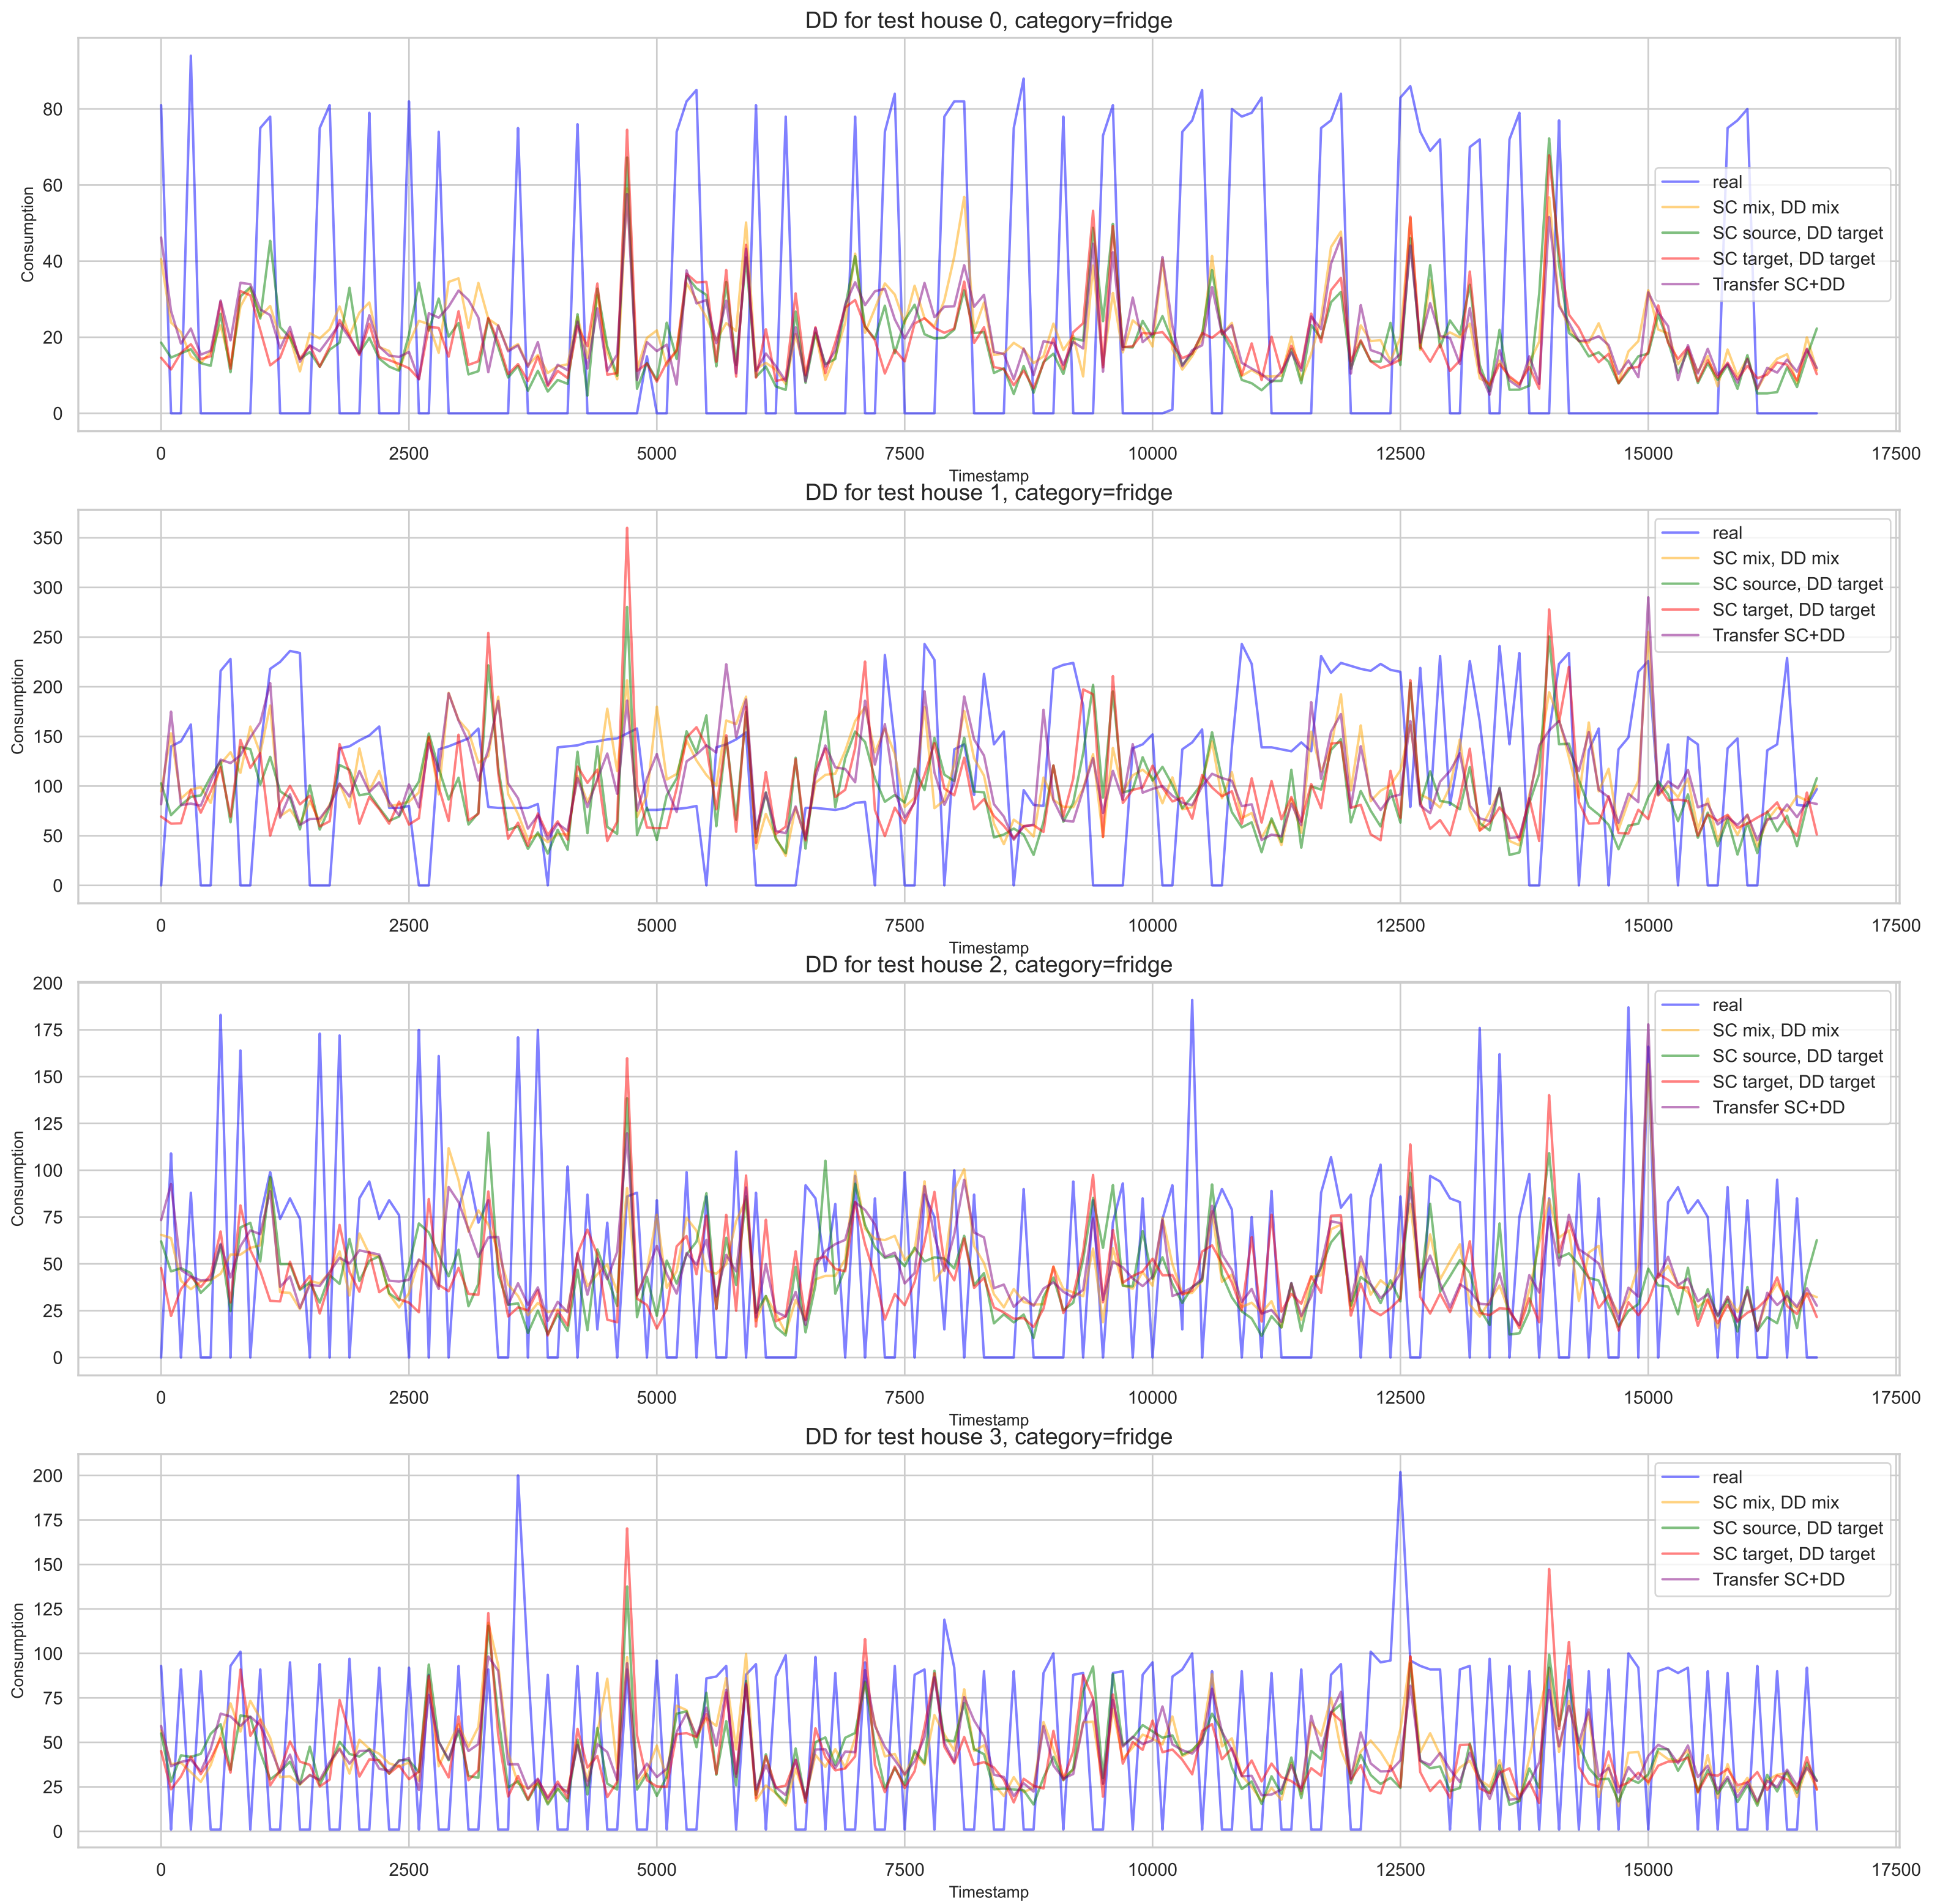 DD for test house 0, category=fridge
Consumption
80
60
40
20
0
real
SC mix, DD mix
SC source, DD target
SC target, DD target
Transfer SC+DD
0 2500 5000 7500 10000 12500 15000 17500
Timestamp
DD for test house 1, category=fridge
Consumption
350
300
250
200
150
100
50
0
real
SC mix, DD mix
SC source, DD target
SC target, DD target
Transfer SC+DD
0 2500 5000 7500 10000 12500 15000 17500
Timestamp
DD for test house 2, category=fridge
Consumption
200
175
150
125
100
75
50
25
0
real
SC mix, DD mix
SC source, DD target
SC target, DD target
Transfer SC+DD
0 2500 5000 7500 10000 12500 15000 17500
Timestamp
DD for test house 3, category=fridge
Consumption
200
175
150
125
100
75
50
25
0
real
SC mix, DD mix
SC source, DD target
SC target, DD target
Transfer SC+DD
0 2500 5000 7500 10000 12500 15000 17500
Timestamp